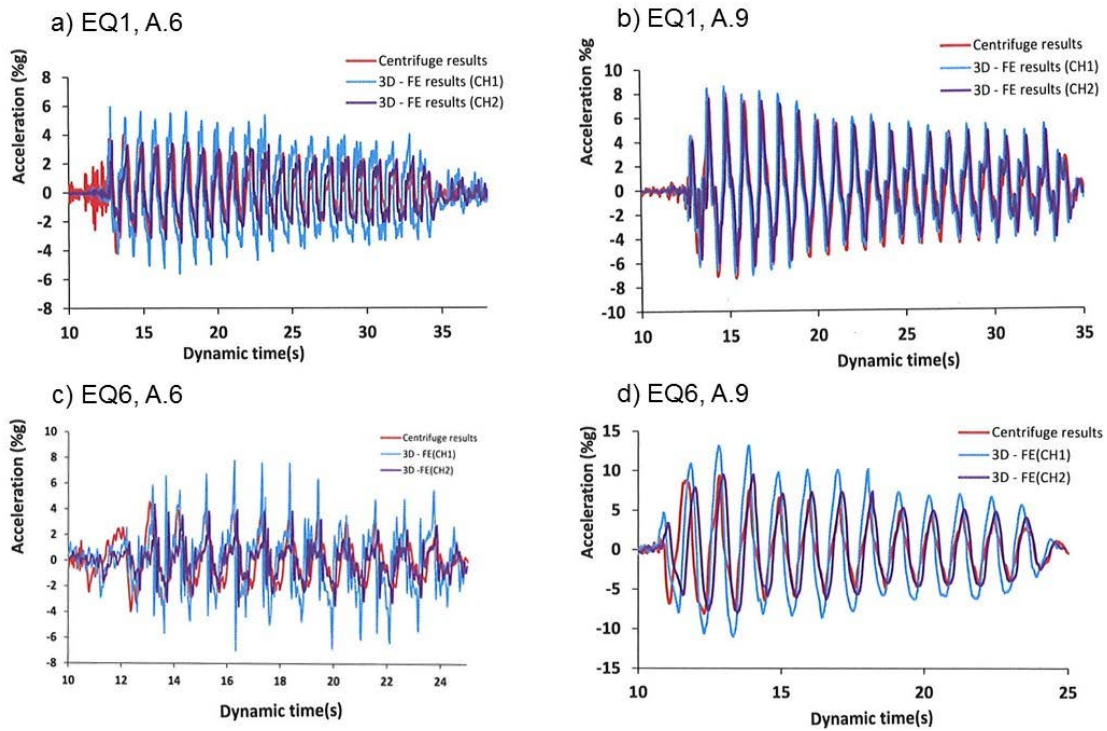 a) EQ1, A.6
Centrifuge results
3D - FE results (CH1)
3D - FE results (CH2)
Acceleration (%g)
8
6
4
2
0
-2
-4
-6
-8
10 15 20 25 30 35
Dynamic time(s)
b) EQ1, A.9
Centrifuge results
3D - FE results (CH1)
3D - FE results (CH2)
Acceleration %g
10
8
6
4
2
0
-2
-4
-6
-8
-10
10 15 20 25 30 35
Dynamic time(s)
c) EQ6, A.6
Centrifuge results
3D - FE(CH1)
3D -FE(CH2)
Acceleration (%g)
10
8
6
4
2
0
-2
-4
-6
-8
10 12 14 16 18 20 22 24
Dynamic time(s)
d) EQ6, A.9
Centrifuge results
3D - FE(CH1)
3D - FE(CH2)
Acceleration (%g)
15
10
5
0
-5
-10
-15
10 15 20 25
Dynamic time(s)